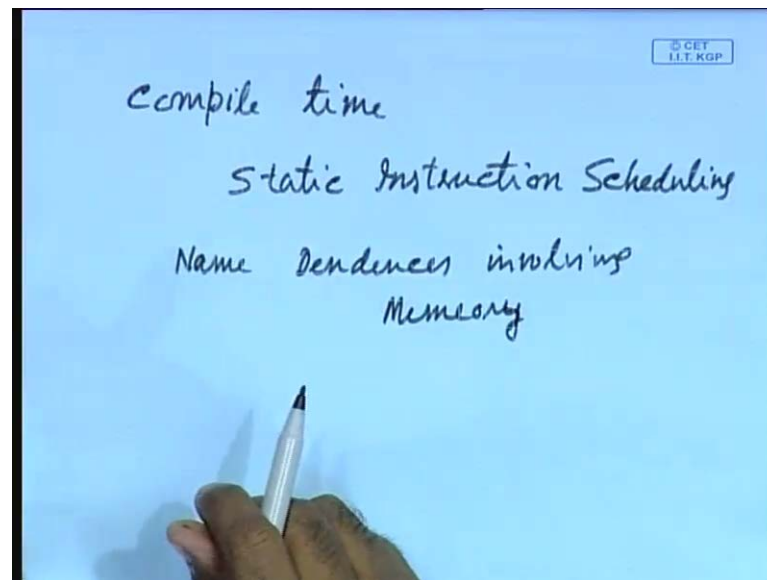 © CET
I.I.T. KGP
Compile time
Static Instruction Scheduling
Name Dendences involving
Memeory